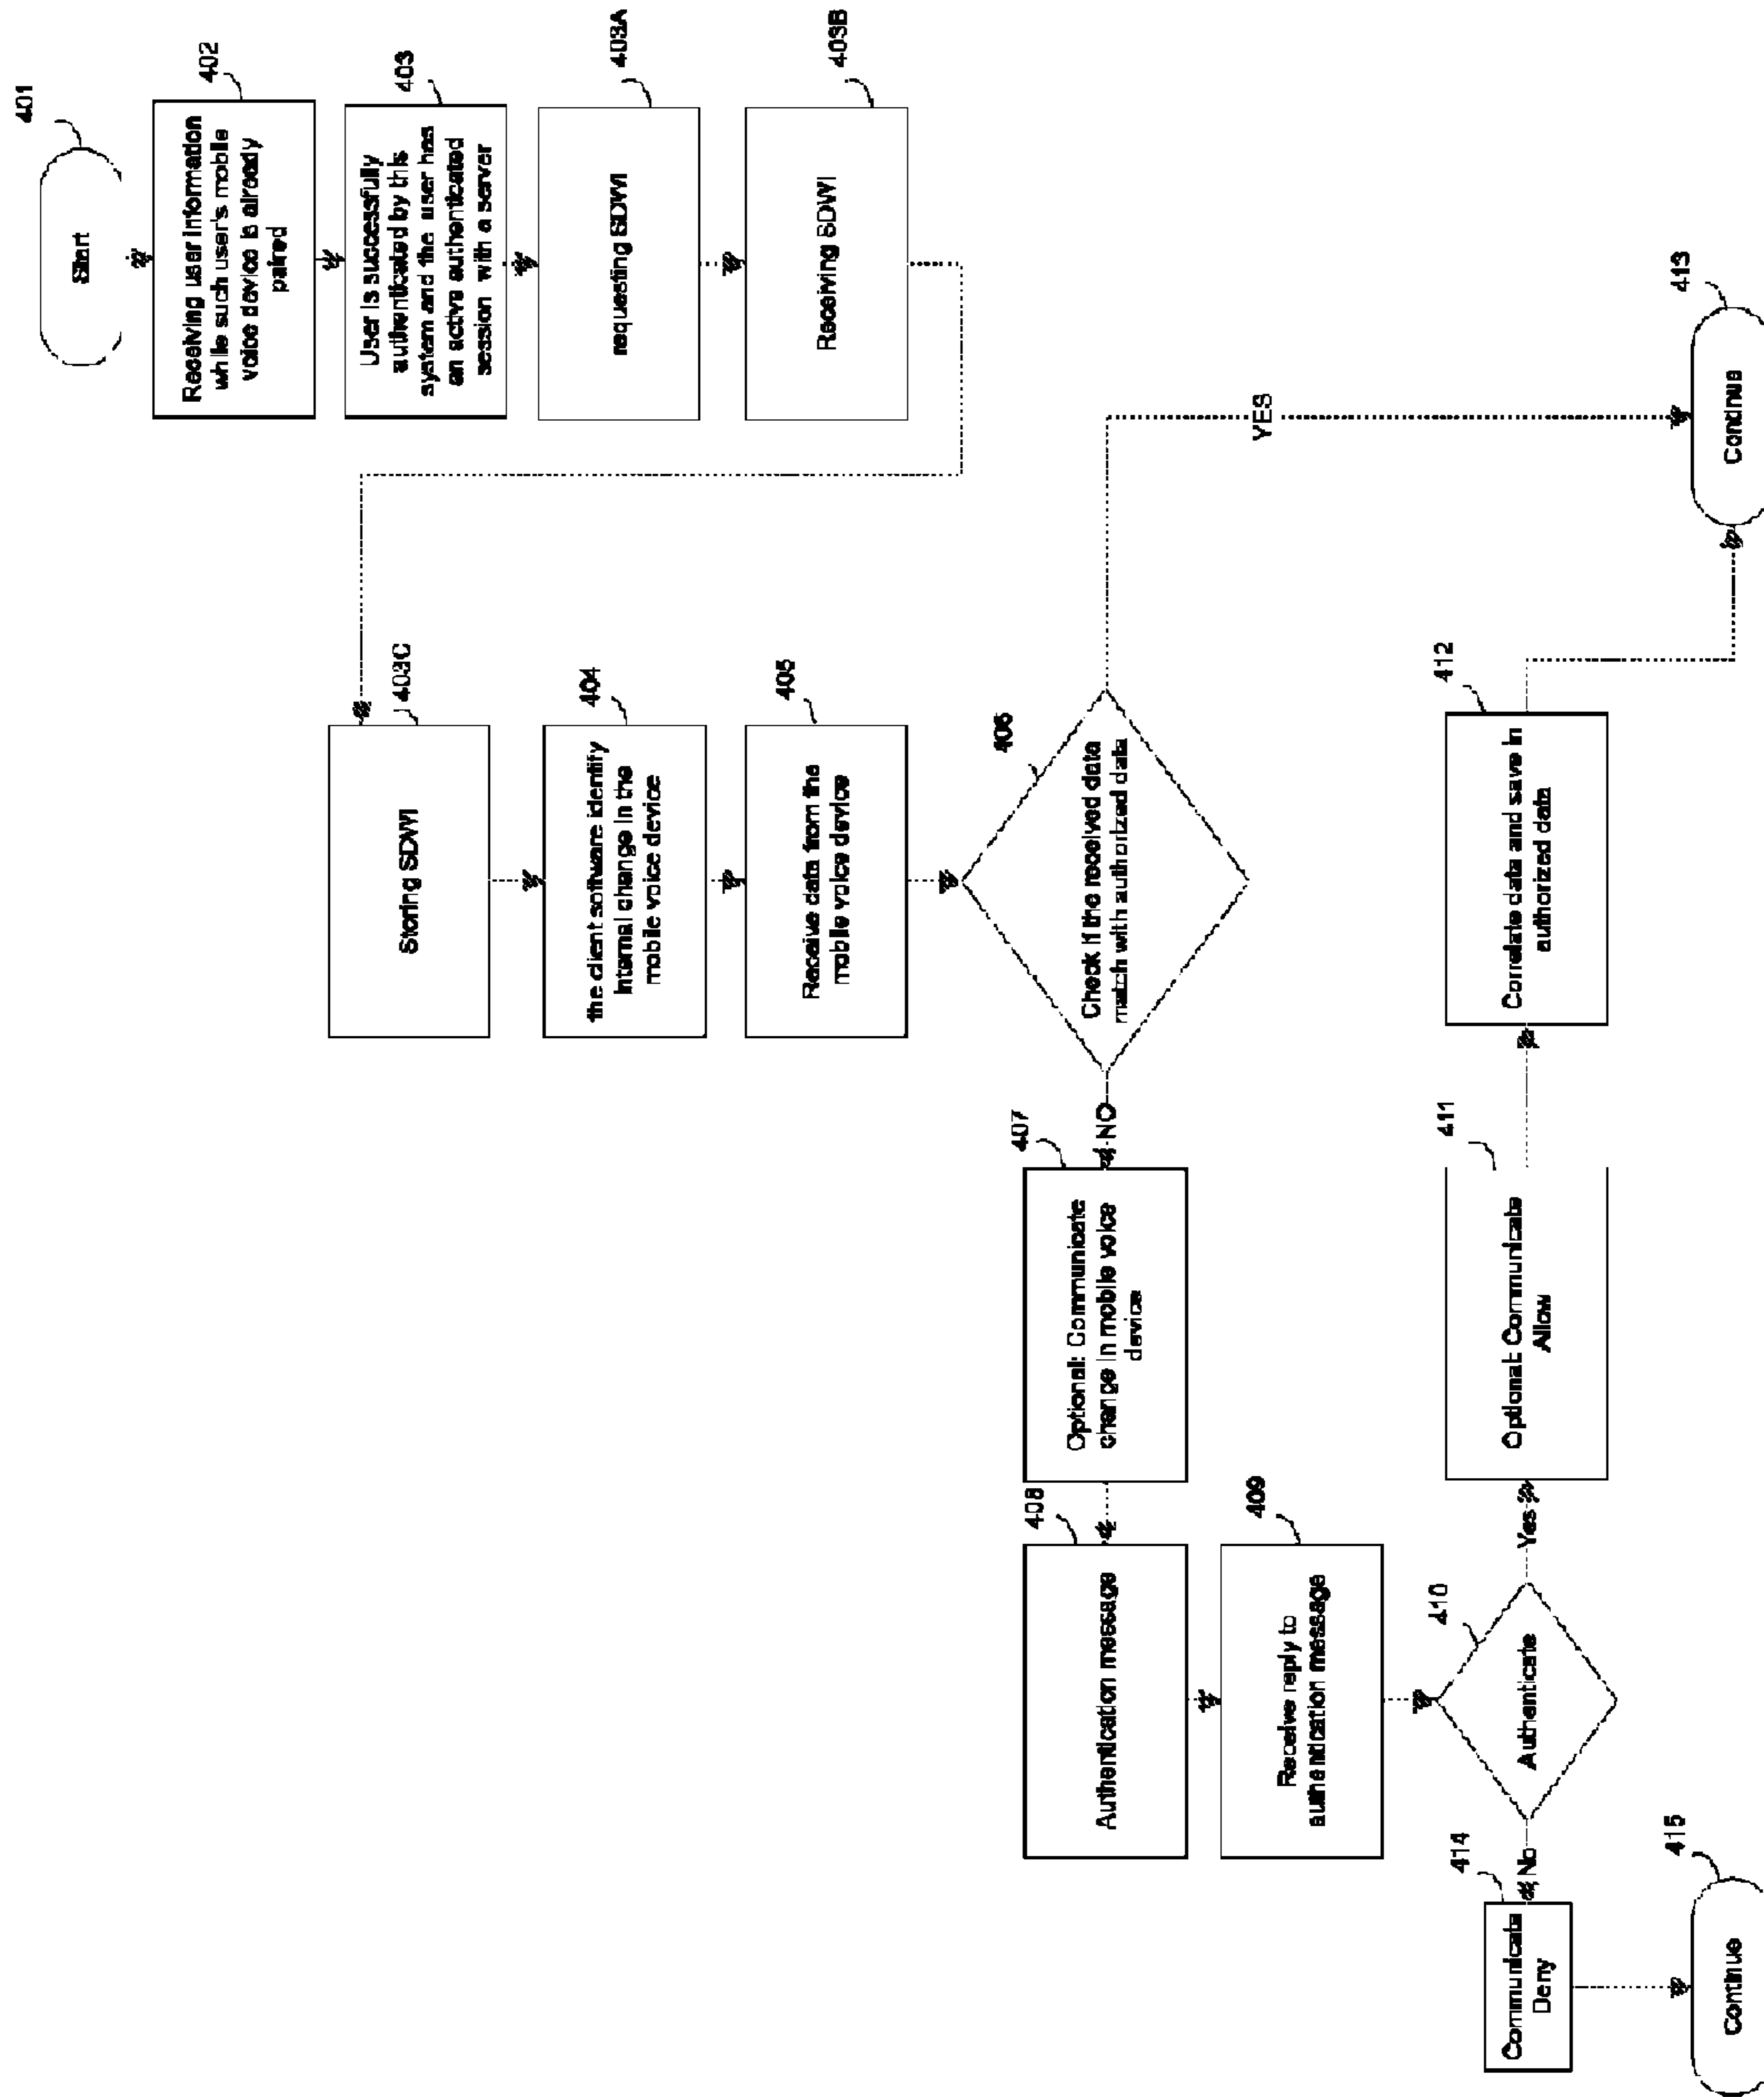 401
Start
402
Receiving user information
while such user's mobile
voice device is already
paired
403
User is successfully
authenticated by this
system and the user has
an active authenticated
session with a server
403A
requesting SDWI
403B
Receiving SDWI
403C
Storing SDWI
404
the client software identify
internal change in the
mobile voice device
405
Receive data from the
mobile voice device
406
Check if the received data
match with authorized data
YES
NO
407
Optional: Communicate
change in mobile voice
device
408
Authentication message
409
Receive reply to
authentication message
410
Authenticate
Yes
No
411
Optional: Communicate
Allow
412
Correlate data and save in
authorized data
413
Continue
414
Communicate
Deny
415
Continue